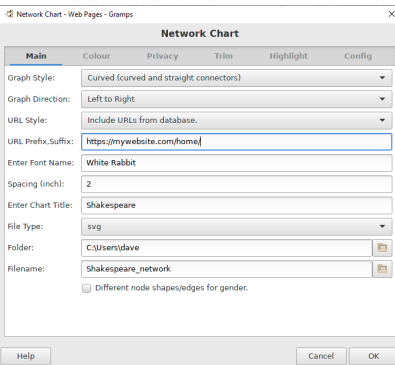 Network Chart - Web Pages - Gramps
Network Chart
Main Colour Privacy Trim Highlight Config
Graph Style: Curved (curved and straight connectors)
Graph Direction: Left to Right
URL Style: Include URLs from database.
URL Prefix,Suffix: https://mywebsite.com/home/
Enter Font Name: White Rabbit
Spacing (inch): 2
Enter Chart Title: Shakespeare
File Type: svg
Folder: C:\Users\dave
Filename: Shakespeare_network
Different node shapes/edges for gender.
Help Cancel OK